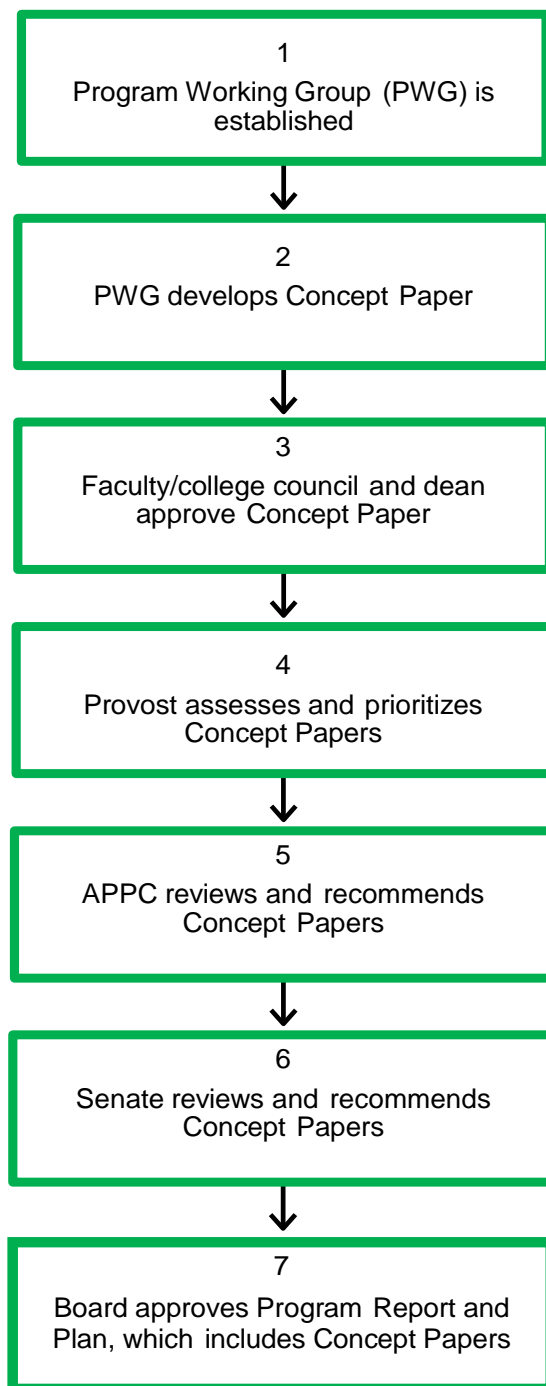 1
Program Working Group (PWG) is
established
2
PWG develops Concept Paper
3
Faculty/college council and dean
approve Concept Paper
4
Provost assesses and prioritizes
Concept Papers
5
APPC reviews and recommends
Concept Papers
6
Senate reviews and recommends
Concept Papers
7
Board approves Program Report and
Plan, which includes Concept Papers